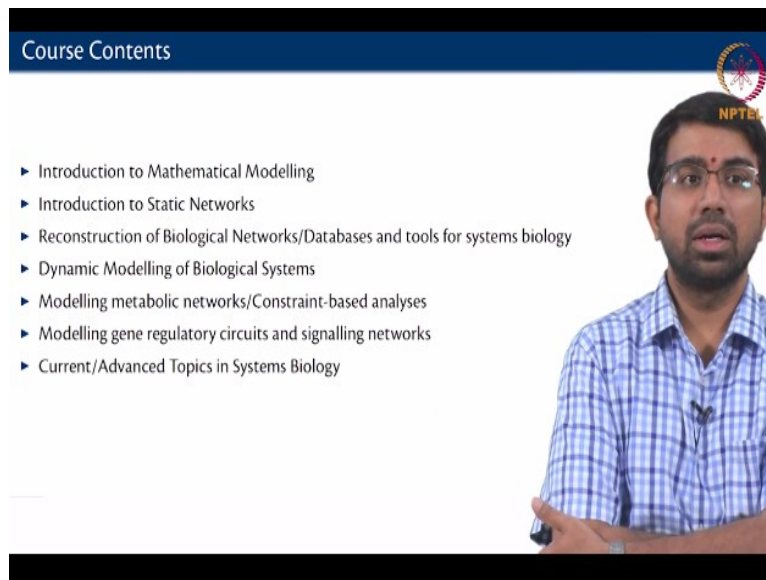 Course Contents
NPTEL
Introduction to Mathematical Modelling
Introduction to Static Networks
Reconstruction of Biological Networks/Databases and tools for systems biology
Dynamic Modelling of Biological Systems
Modelling metabolic networks/Constraint-based analyses
Modelling gene regulatory circuits and signalling networks
Current/Advanced Topics in Systems Biology